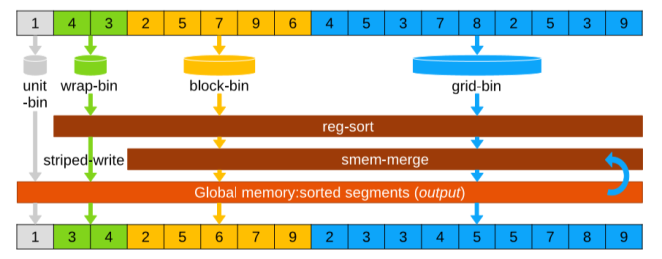 1 4 3 2 5 7 9 6 4 8 3 7 8 2 5 3 9
unit
-bin
wrap-bin
block-bin
grid-bin
reg-sort
striped-write
smem-merge
Global memory:sorted segments (output)
1 3 4 2 5 6 7 9 2 3 3 4 5 5 7 8 9